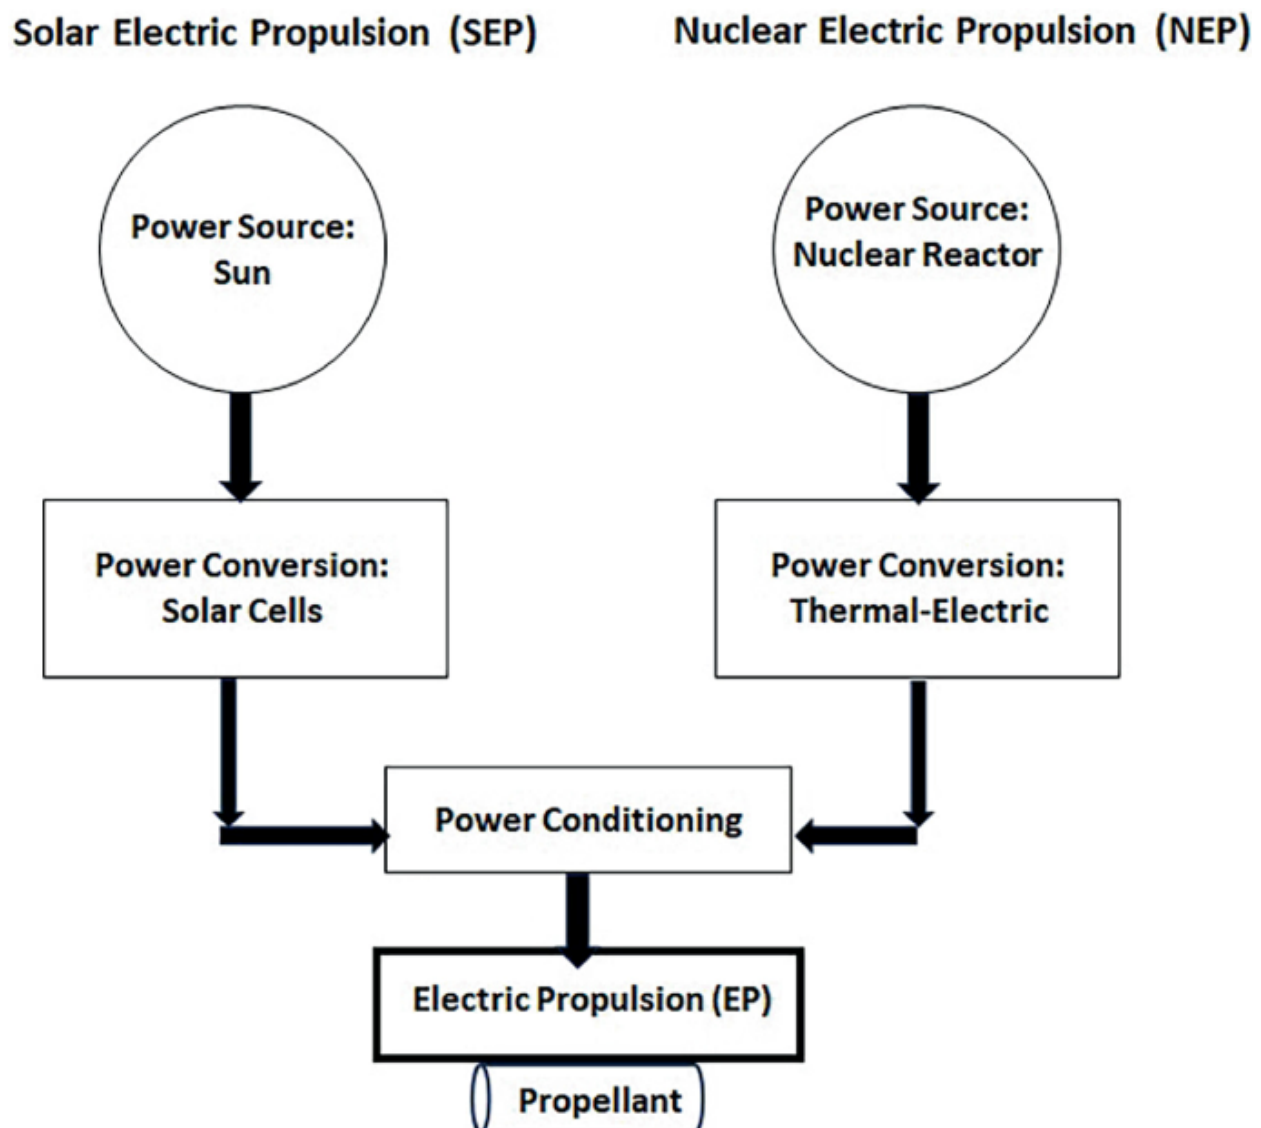 Solar Electric Propulsion (SEP)
Nuclear Electric Propulsion (NEP)
Power Source:
Sun
Power Source:
Nuclear Reactor
Power Conversion:
Solar Cells
Power Conversion:
Thermal-Electric
Power Conditioning
Electric Propulsion (EP)
Propellant